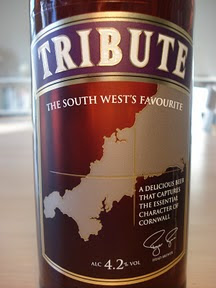 TRIBUTE
THE SOUTH WEST'S FAVOURITE
A DELICIOUS BEER
THAT CAPTURES
THE ESSENTIAL
CHARACTER OF
CORNWALL
ALC 4.2% VOL